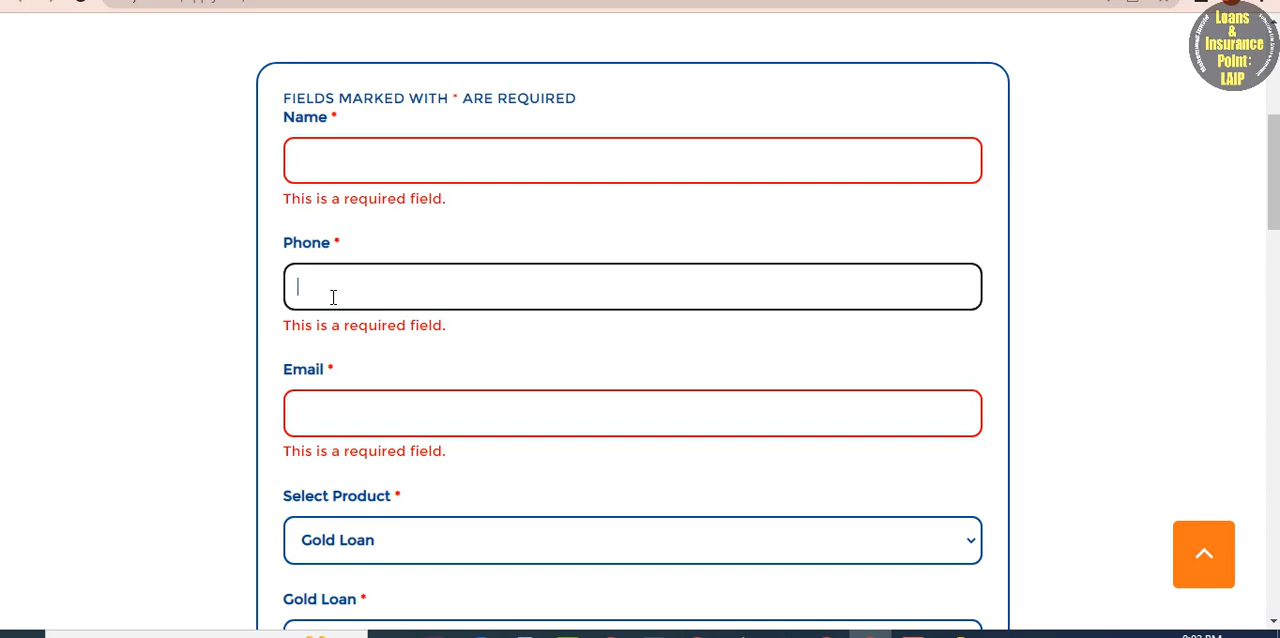 Loans
&
Insurance
Point:
LAIP
FIELDS MARKED WITH * ARE REQUIRED
Name *
This is a required field.
Phone *
This is a required field.
Email *
This is a required field.
Select Product *
Gold Loan
Gold Loan *